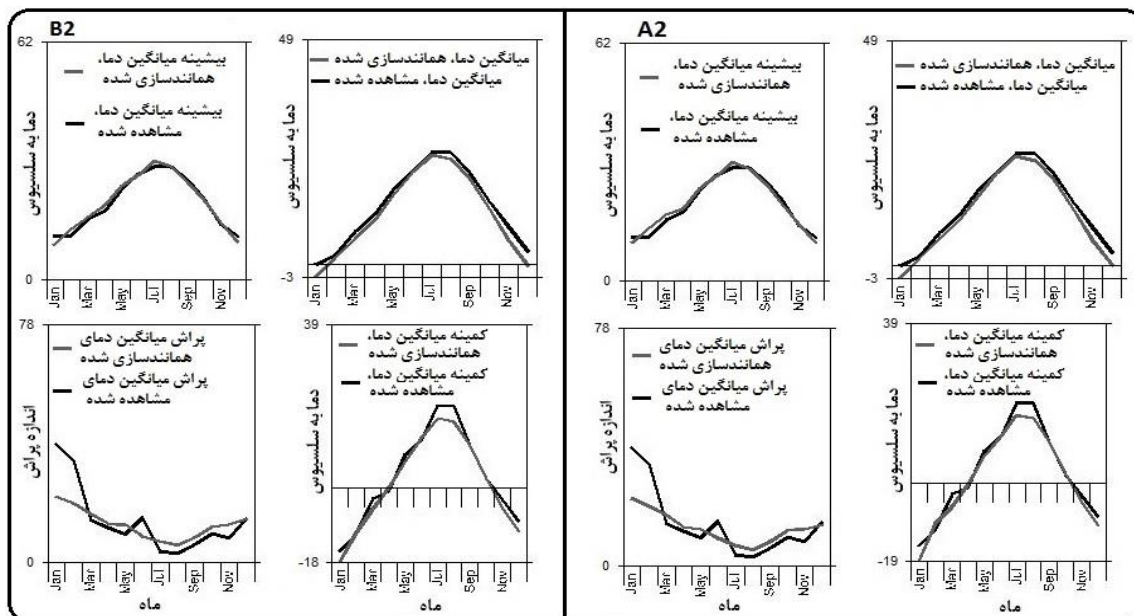 B2
62
بیشینه میانگین دما،
همانندسازی شده
بیشینه میانگین دما،
مشاهده شده
دما به سلسیوس
0
Jan
Mar
May
Jul
Sep
Nov
49
میانگین دما، همانندسازی شده
میانگین دما، مشاهده شده
دما به سلسیوس
-3
Jan
Mar
May
Jul
Sep
Nov
78
پراش میانگین دمای
همانندسازی شده
پراش میانگین دمای
مشاهده شده
اندازه پراش
0
Jan
Mar
May
Jul
Sep
Nov
ماه
39
کمینه میانگین دما،
همانندسازی شده
کمینه میانگین دما،
مشاهده شده
دما به سلسیوس
-18
Jan
Mar
May
Jul
Sep
Nov
ماه
A2
62
بیشینه میانگین دما،
همانندسازی شده
بیشینه میانگین دما،
مشاهده شده
دما به سلسیوس
0
Jan
Mar
May
Jul
Sep
Nov
49
میانگین دما، همانندسازی شده
میانگین دما، مشاهده شده
دما به سلسیوس
-3
Jan
Mar
May
Jul
Sep
Nov
78
پراش میانگین دمای
همانندسازی شده
پراش میانگین دمای
مشاهده شده
اندازه پراش
0
Jan
Mar
May
Jul
Sep
Nov
ماه
39
کمینه میانگین دما،
همانندسازی شده
کمینه میانگین دما،
مشاهده شده
دما به سلسیوس
-19
Jan
Mar
May
Jul
Sep
Nov
ماه